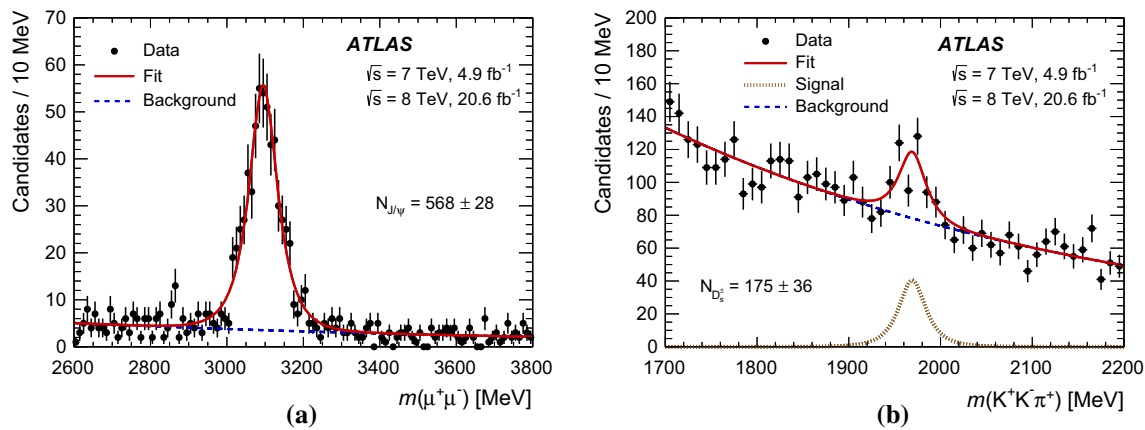 Candidates / 10 MeV
70
60
50
40
30
20
10
0
2600 2800 3000 3200 3400 3600 3800
m(μ⁺μ⁻) [MeV]
Data
Fit
Background
ATLAS
√s = 7 TeV, 4.9 fb⁻¹
√s = 8 TeV, 20.6 fb⁻¹
N_J/ψ = 568 ± 28
(a)
Candidates / 10 MeV
200
180
160
140
120
100
80
60
40
20
0
1700 1800 1900 2000 2100 2200
m(K⁺K⁻π⁺) [MeV]
Data
Fit
Signal
Background
ATLAS
√s = 7 TeV, 4.9 fb⁻¹
√s = 8 TeV, 20.6 fb⁻¹
N_D_s^± = 175 ± 36
(b)